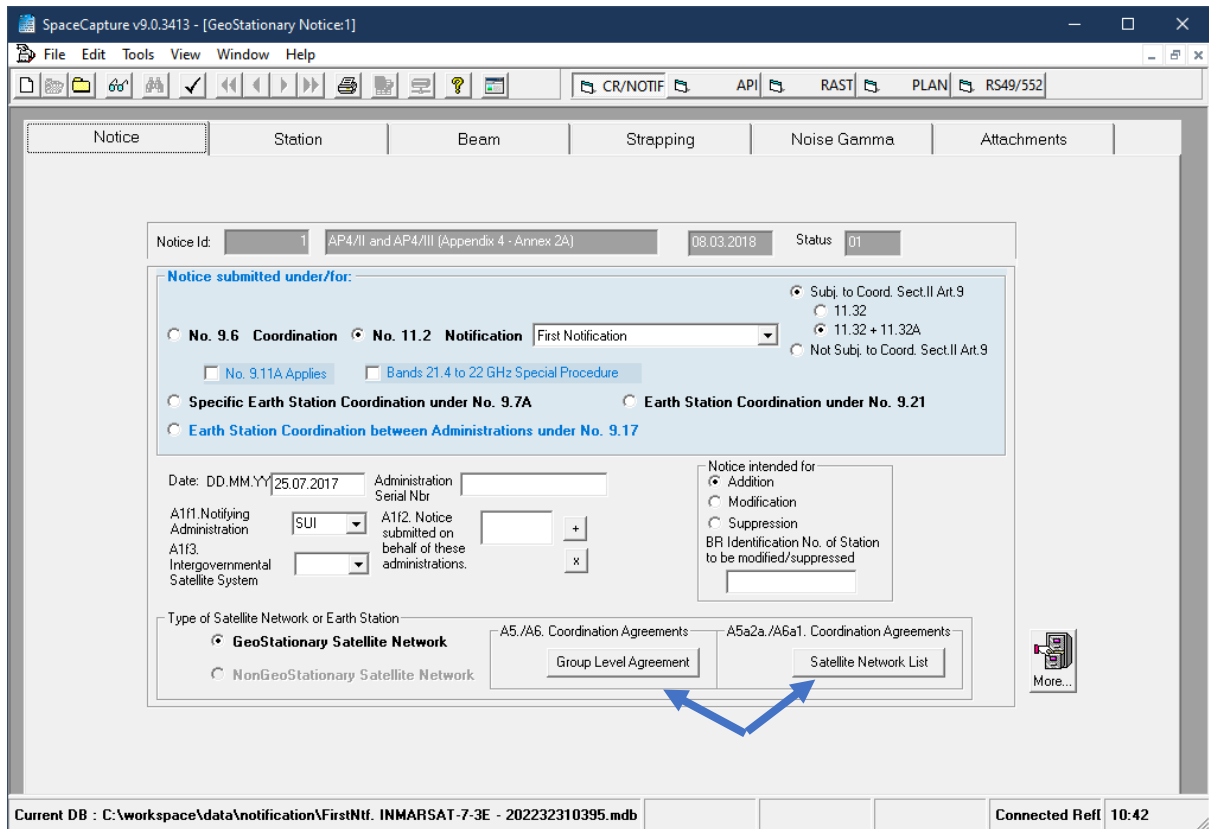 SpaceCapture v9.0.3413 - [GeoStationary Notice:1]
File Edit Tools View Window Help
CR/NOTIF API RAST PLAN RS49/552
Notice Station Beam Strapping Noise Gamma Attachments
Notice Id: 1 AP4/II and AP4/III (Appendix 4 - Annex 2A) 08.03.2018 Status 01
Notice submitted under/for:
Subj. to Coord. Sect.II Art.9
11.32
No. 9.6 Coordination No. 11.2 Notification First Notification 11.32 + 11.32A
Not Subj. to Coord. Sect.II Art.9
No. 9.11A Applies Bands 21.4 to 22 GHz Special Procedure
Specific Earth Station Coordination under No. 9.7A Earth Station Coordination under No. 9.21
Earth Station Coordination between Administrations under No. 9.17
Date: DD.MM.YY 25.07.2017
Administration
Serial Nbr
A1f1.Notifying
Administration
SUI
A1f2. Notice
submitted on
behalf of these
administrations.
+
x
A1f3.
Intergovernmental
Satellite System
Notice intended for
Addition
Modification
Suppression
BR Identification No. of Station
to be modified/suppressed
Type of Satellite Network or Earth Station
GeoStationary Satellite Network
NonGeoStationary Satellite Network
A5./A6. Coordination Agreements
Group Level Agreement
A5a2a./A6a1. Coordination Agreements
Satellite Network List
More...
Current DB : C:\workspace\data\notification\FirstNtf. INMARSAT-7-3E - 202232310395.mdb Connected Ref[ 10:42